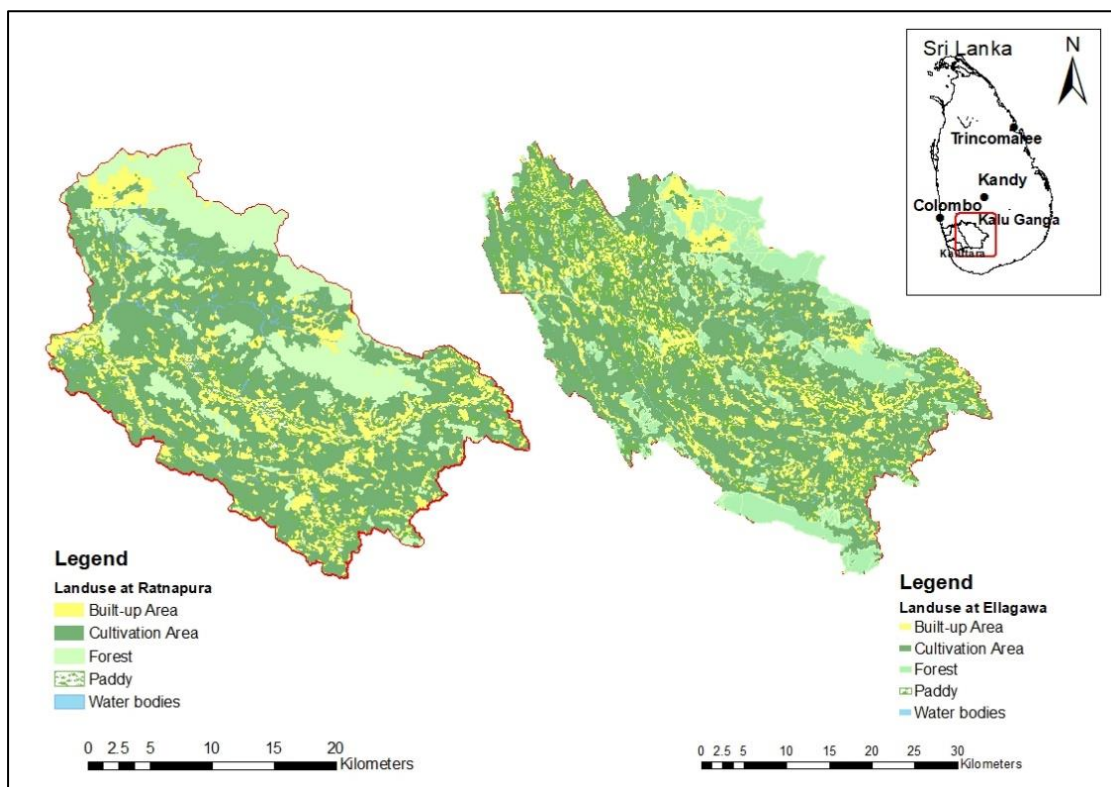 Sri Lanka
N
Trincomalee
Kandy
Colombo
Kalu Ganga
Kalutara
Legend
Landuse at Ratnapura
Built-up Area
Cultivation Area
Forest
Paddy
Water bodies
0 2.5 5 10 15 20
Kilometers
Legend
Landuse at Ellagawa
Built-up Area
Cultivation Area
Forest
Paddy
Water bodies
0 2.5 5 10 15 20 25 30
Kilometers